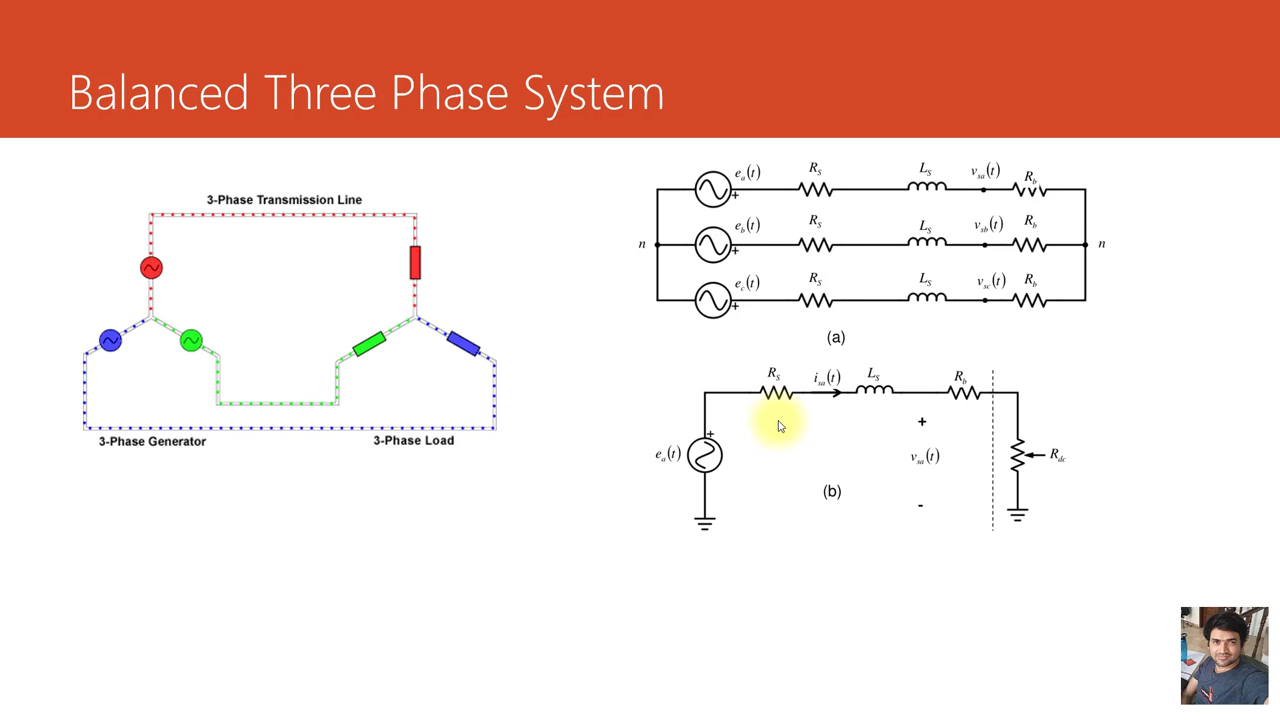 Balanced Three Phase System
3-Phase Transmission Line
3-Phase Generator
3-Phase Load
e_a(t) R_S L_S v_sa(t) R_b
e_b(t) R_S L_S v_sb(t) R_b
n n
e_c(t) R_S L_S v_sc(t) R_b
(a)
R_S i_sa(t) L_S R_b
+ +
e_a(t) v_sa(t) R_dc
(b)
-